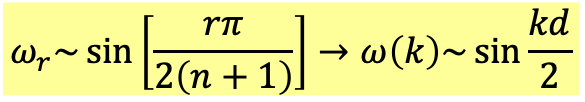 ω_r ~ sin [rπ / 2(n + 1)] → ω(k) ~ sin kd / 2